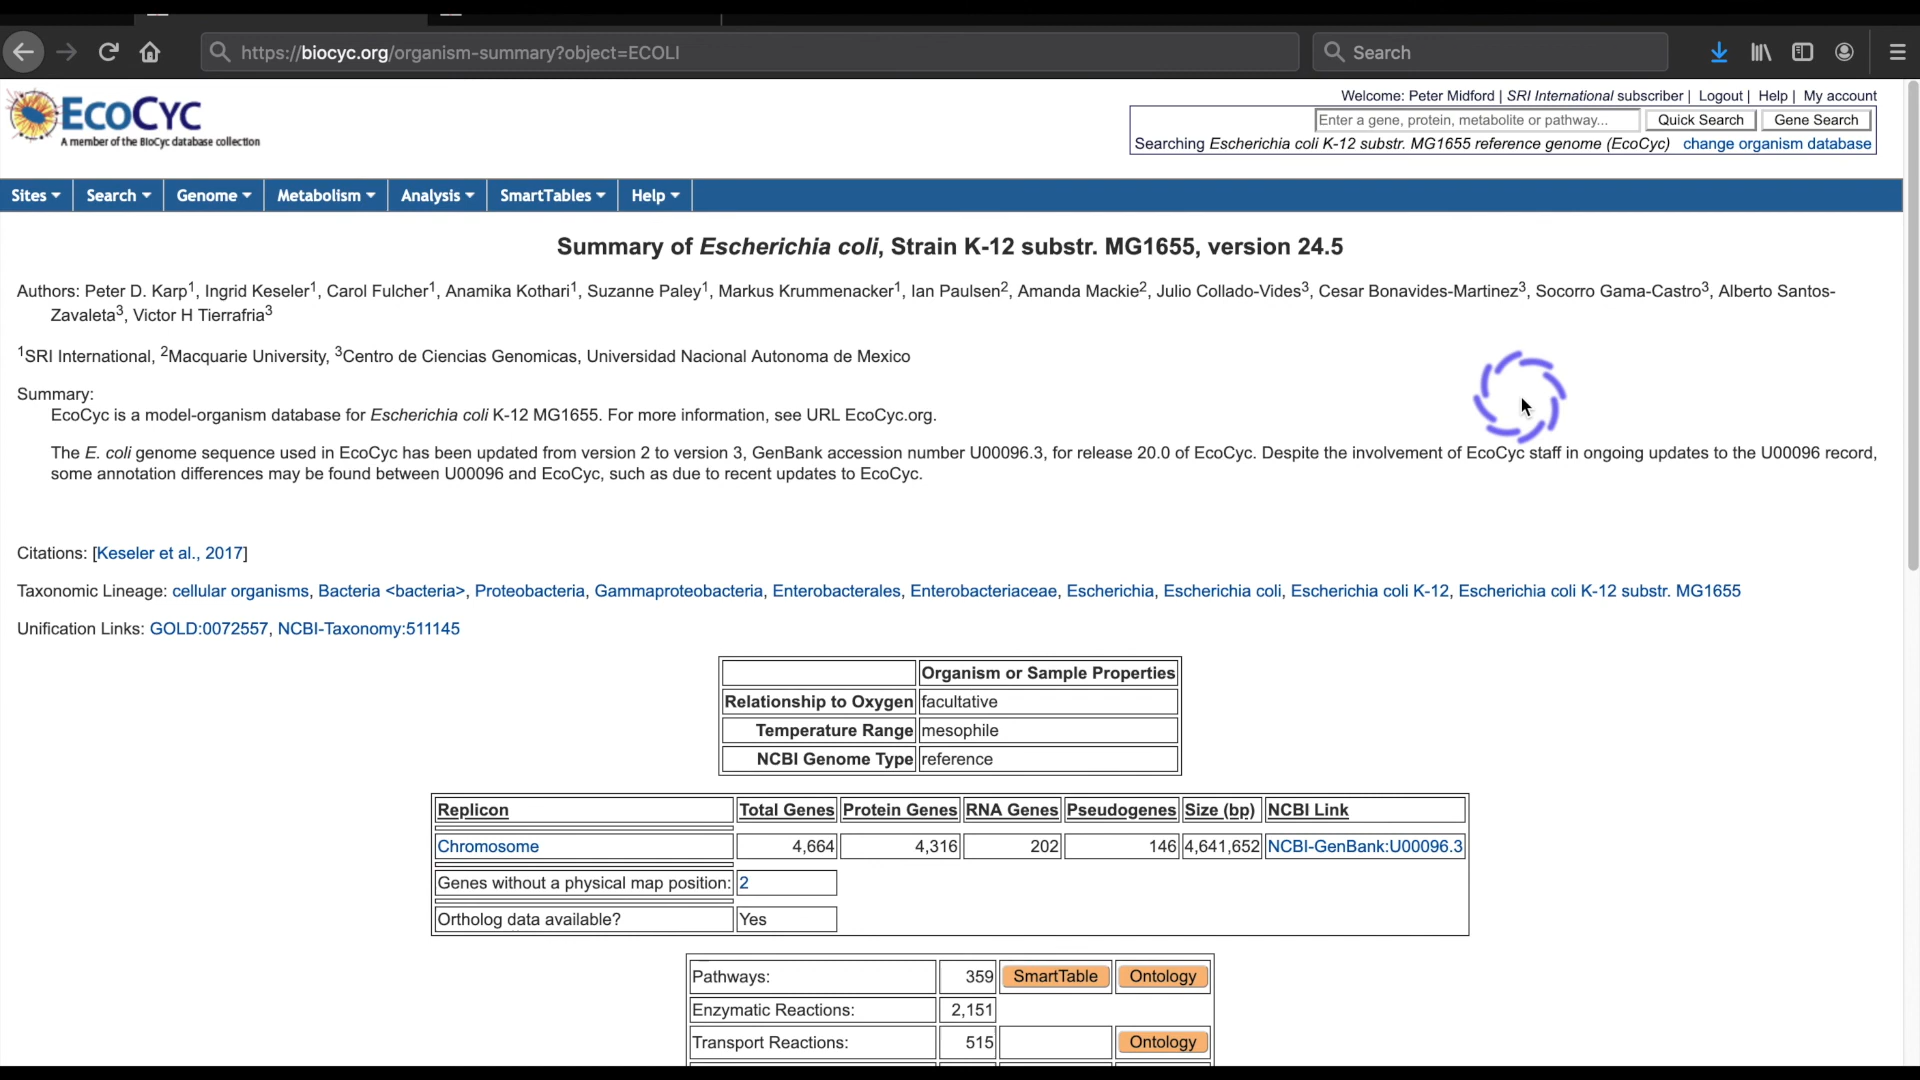 https://biocyc.org/organism-summary?object=ECOLI
Search
EcoCyc
A member of the BioCyc database collection
Welcome: Peter Midford | SRI International subscriber | Logout | Help | My account
Enter a gene, protein, metabolite or pathway... Quick Search Gene Search
Searching Escherichia coli K-12 substr. MG1655 reference genome (EcoCyc) change organism database
Sites Search Genome Metabolism Analysis SmartTables Help
Summary of Escherichia coli, Strain K-12 substr. MG1655, version 24.5
Authors: Peter D. Karp1, Ingrid Keseler1, Carol Fulcher1, Anamika Kothari1, Suzanne Paley1, Markus Krummenacker1, Ian Paulsen2, Amanda Mackie2, Julio Collado-Vides3, Cesar Bonavides-Martinez3, Socorro Gama-Castro3, Alberto Santos-
Zavaleta3, Victor H Tierrafria3
1SRI International, 2Macquarie University, 3Centro de Ciencias Genomicas, Universidad Nacional Autonoma de Mexico
Summary:
EcoCyc is a model-organism database for Escherichia coli K-12 MG1655. For more information, see URL EcoCyc.org.
The E. coli genome sequence used in EcoCyc has been updated from version 2 to version 3, GenBank accession number U00096.3, for release 20.0 of EcoCyc. Despite the involvement of EcoCyc staff in ongoing updates to the U00096 record,
some annotation differences may be found between U00096 and EcoCyc, such as due to recent updates to EcoCyc.
Citations: [Keseler et al., 2017]
Taxonomic Lineage: cellular organisms, Bacteria <bacteria>, Proteobacteria, Gammaproteobacteria, Enterobacterales, Enterobacteriaceae, Escherichia, Escherichia coli, Escherichia coli K-12, Escherichia coli K-12 substr. MG1655
Unification Links: GOLD:0072557, NCBI-Taxonomy:511145
Organism or Sample Properties
Relationship to Oxygen facultative
Temperature Range mesophile
NCBI Genome Type reference
Replicon Total Genes Protein Genes RNA Genes Pseudogenes Size (bp) NCBI Link
Chromosome 4,664 4,316 202 146 4,641,652 NCBI-GenBank:U00096.3
Genes without a physical map position: 2
Ortholog data available? Yes
Pathways: 359 SmartTable Ontology
Enzymatic Reactions: 2,151
Transport Reactions: 515 Ontology